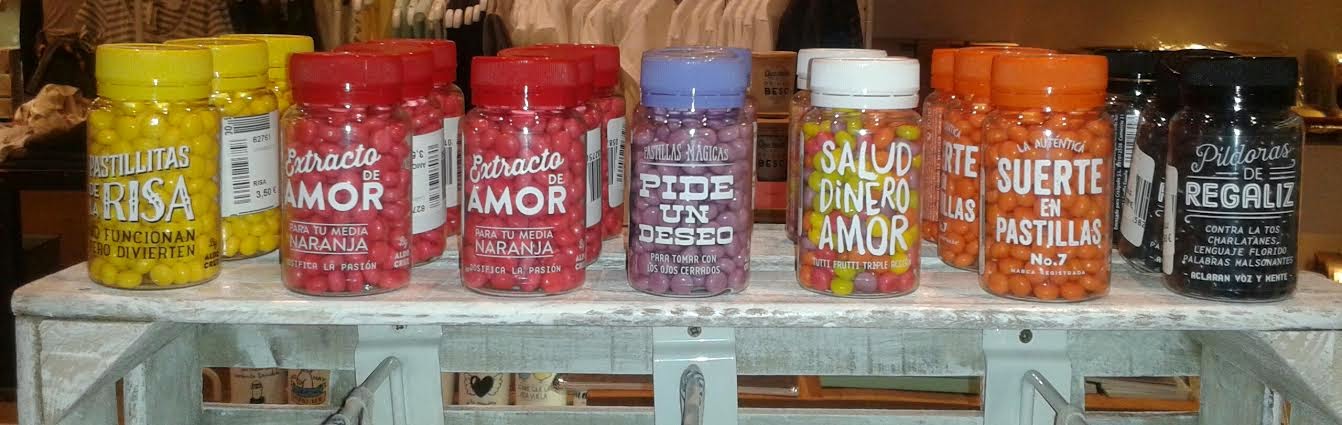 PASTILLITAS
DE LA RISA
NO FUNCIONAN
PERO DIVIERTEN
62761
RISA
3,50 €
Extracto
DE
AMOR
PARA TU MEDIA
NARANJA
DOSIFICA LA PASIÓN
Extracto
DE
AMOR
PARA TU MEDIA
NARANJA
DOSIFICA LA PASIÓN
PASTILLAS MÁGICAS
PIDE
UN
DESEO
PARA TOMAR CON
LOS OJOS CERRADOS
BESO
SALUD
DINERO
AMOR
TUTTI FRUTTI TRIPLE
LA AUTÉNTICA
SUERTE
EN
PASTILLAS
No.7
MARCA REGISTRADA
Píldoras
DE
REGALIZ
CONTRA LA TOS
CHARLATANES,
LENGUAJE FLORIDO,
PALABRAS MALSONANTES
ACLARAN VOZ Y MENTE